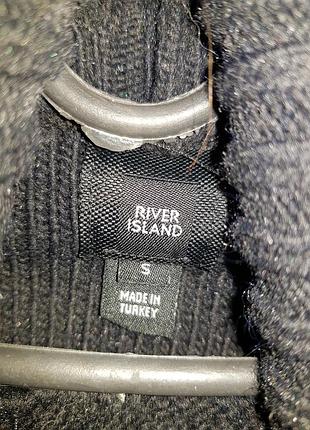 RIVER
ISLAND
S
MADE IN
TURKEY